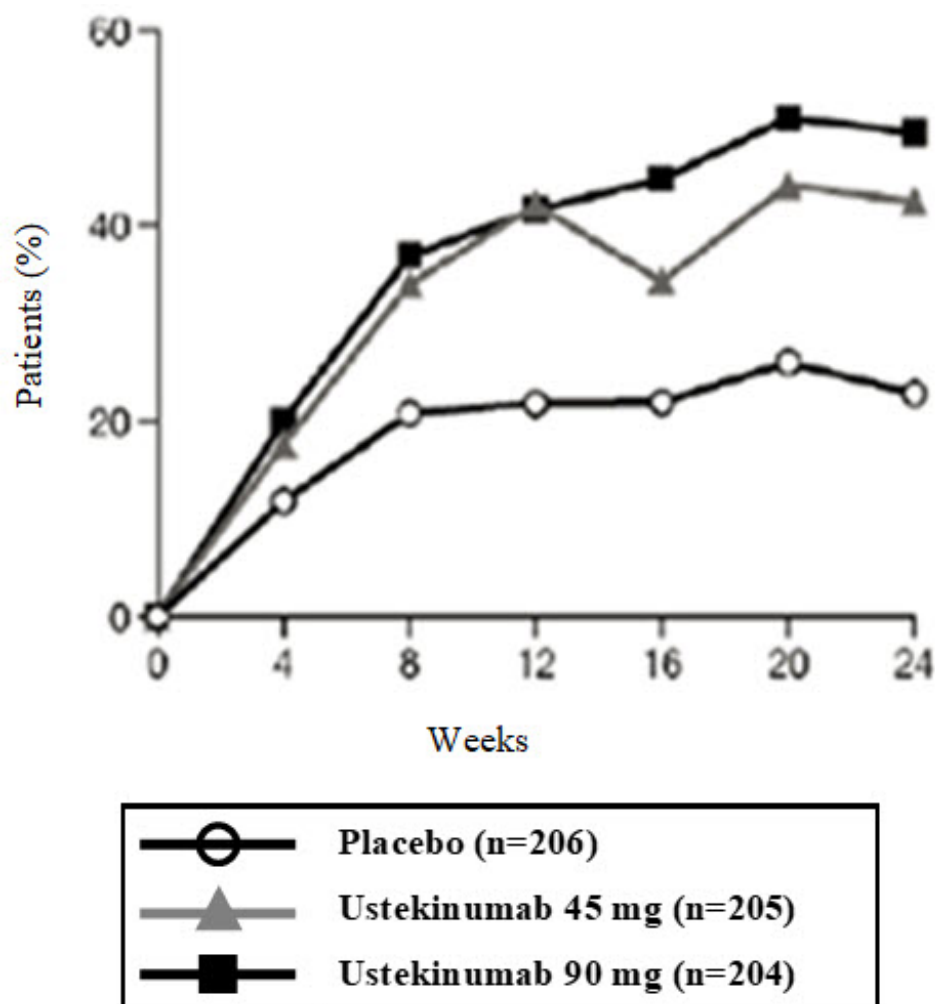 60
40
20
0
Patients (%)
0 4 8 12 16 20 24
Weeks
Placebo (n=206)
Ustekinumab 45 mg (n=205)
Ustekinumab 90 mg (n=204)